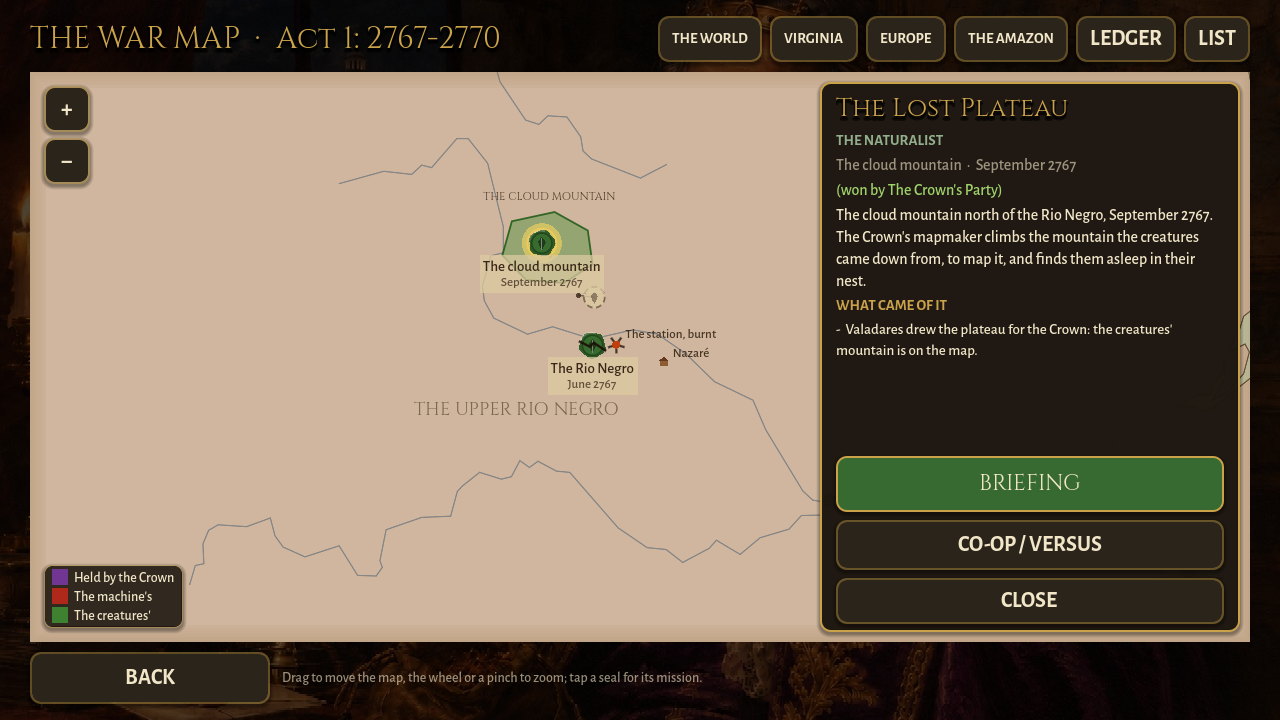 THE WAR MAP · ACT 1: 2767-2770
THE WORLD
VIRGINIA
EUROPE
THE AMAZON
LEDGER
LIST
+
−
THE CLOUD MOUNTAIN
The cloud mountain
September 2767
The station, burnt
Nazaré
The Rio Negro
June 2767
THE UPPER RIO NEGRO
Held by the Crown
The machine's
The creatures'
THE LOST PLATEAU
THE NATURALIST
The cloud mountain · September 2767
(won by The Crown's Party)
The cloud mountain north of the Rio Negro, September 2767.
The Crown's mapmaker climbs the mountain the creatures
came down from, to map it, and finds them asleep in their
nest.
WHAT CAME OF IT
- Valadares drew the plateau for the Crown: the creatures'
mountain is on the map.
BRIEFING
CO-OP / VERSUS
CLOSE
BACK
Drag to move the map, the wheel or a pinch to zoom; tap a seal for its mission.